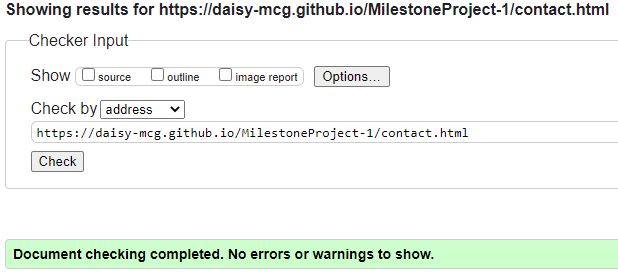 Showing results for https://daisy-mcg.github.io/MilestoneProject-1/contact.html
Checker Input
Show source outline image report Options...
Check by address
https://daisy-mcg.github.io/MilestoneProject-1/contact.html
Check
Document checking completed. No errors or warnings to show.